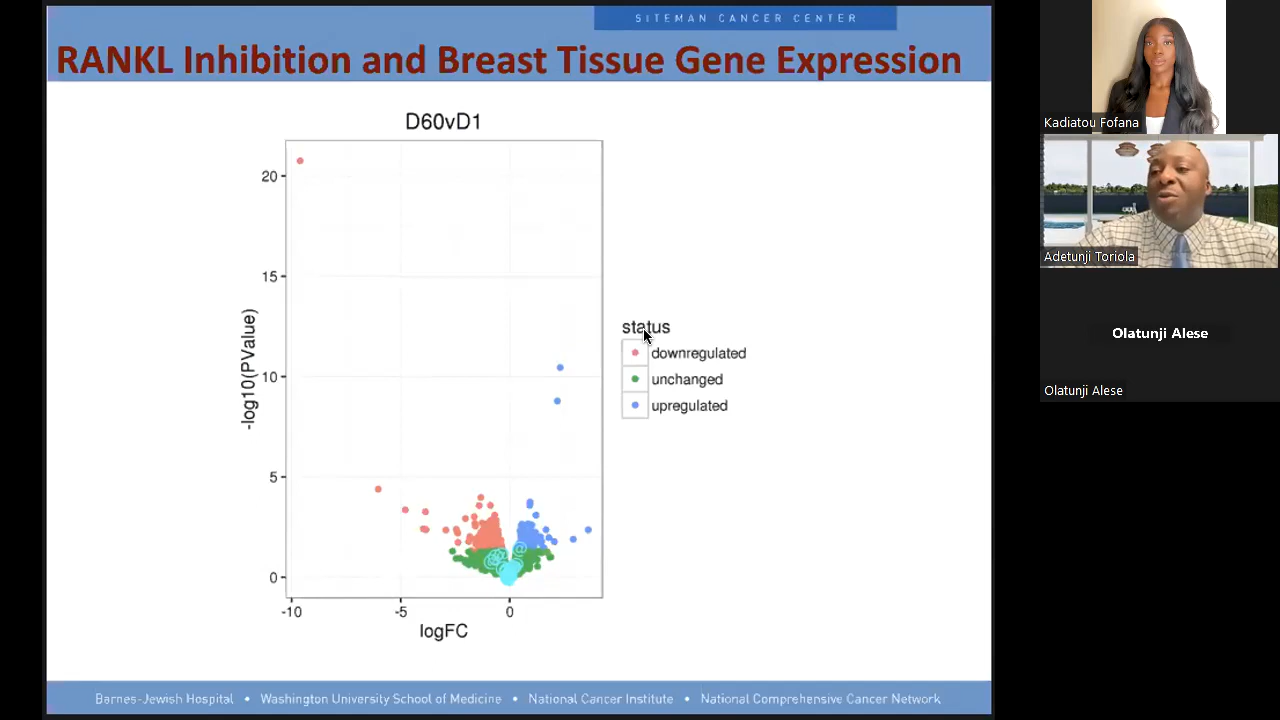 SITEMAN CANCER CENTER
RANKL Inhibition and Breast Tissue Gene Expression
D60vD1
20
15
10
5
0
-log10(PValue)
-10 -5 0
logFC
status
downregulated
unchanged
upregulated
Barnes-Jewish Hospital • Washington University School of Medicine • National Cancer Institute • National Comprehensive Cancer Network
Kadiatou Fofana
Adetunji Toriola
Olatunji Alese
Olatunji Alese